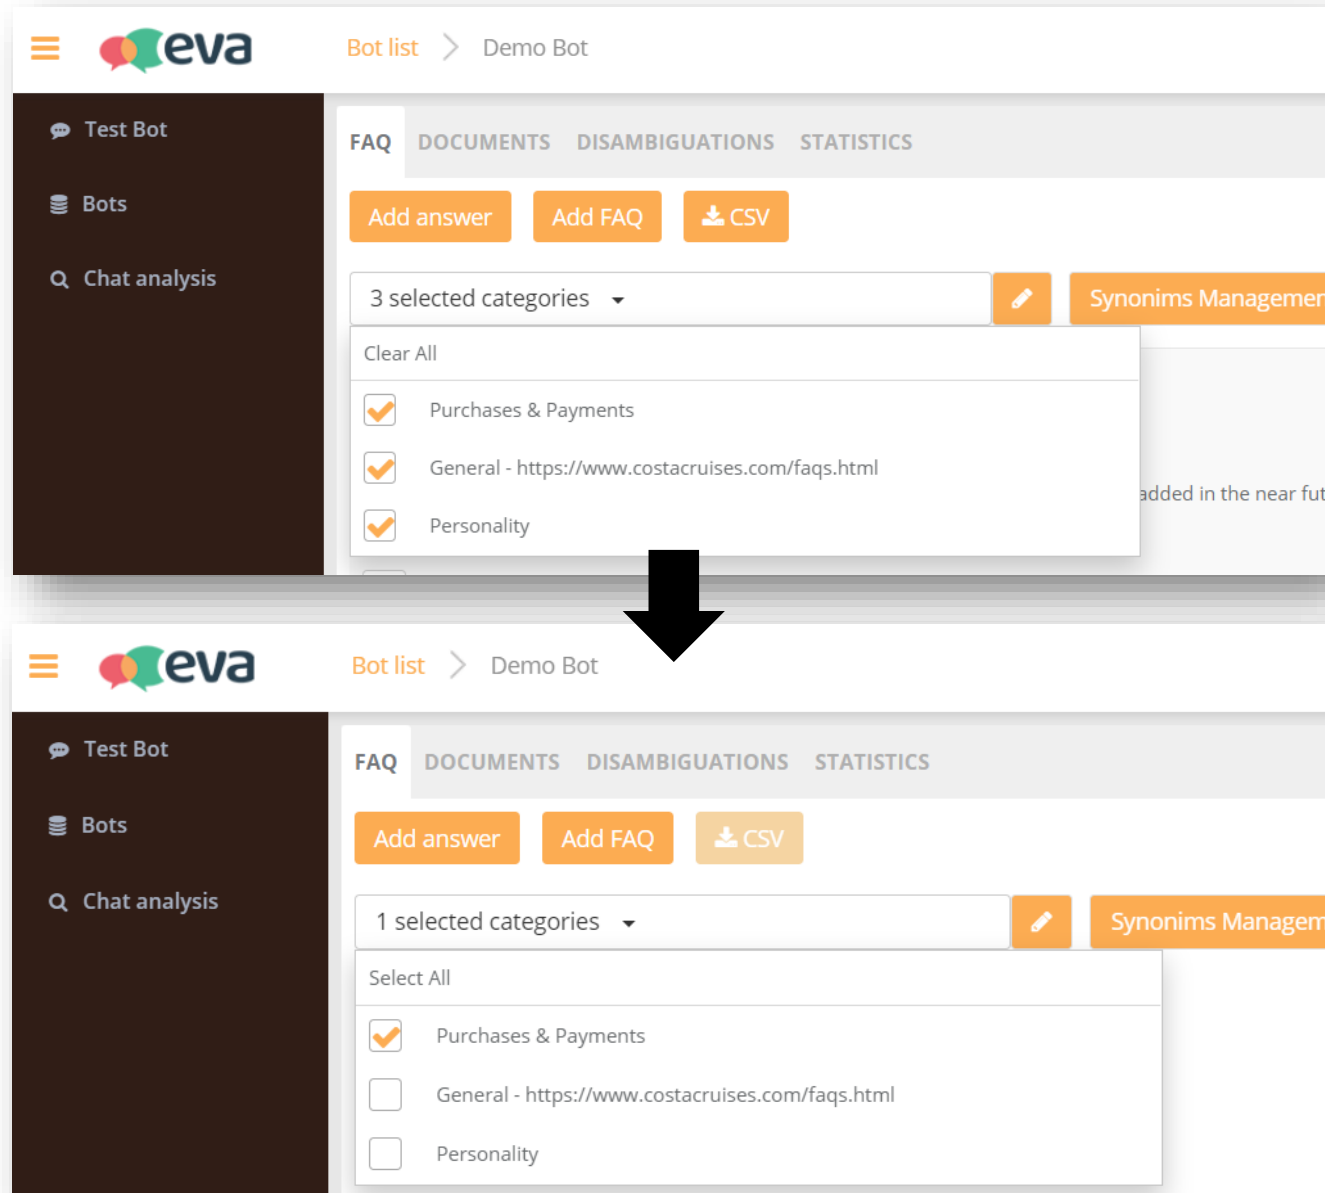 eva
Bot list > Demo Bot
Test Bot
Bots
Chat analysis
FAQ DOCUMENTS DISAMBIGUATIONS STATISTICS
Add answer Add FAQ CSV
3 selected categories
Synonims Managemen
Clear All
Purchases & Payments
General - https://www.costacruises.com/faqs.html
Personality
added in the near fut
eva
Bot list > Demo Bot
Test Bot
Bots
Chat analysis
FAQ DOCUMENTS DISAMBIGUATIONS STATISTICS
Add answer Add FAQ CSV
1 selected categories
Synonims Managem
Select All
Purchases & Payments
General - https://www.costacruises.com/faqs.html
Personality